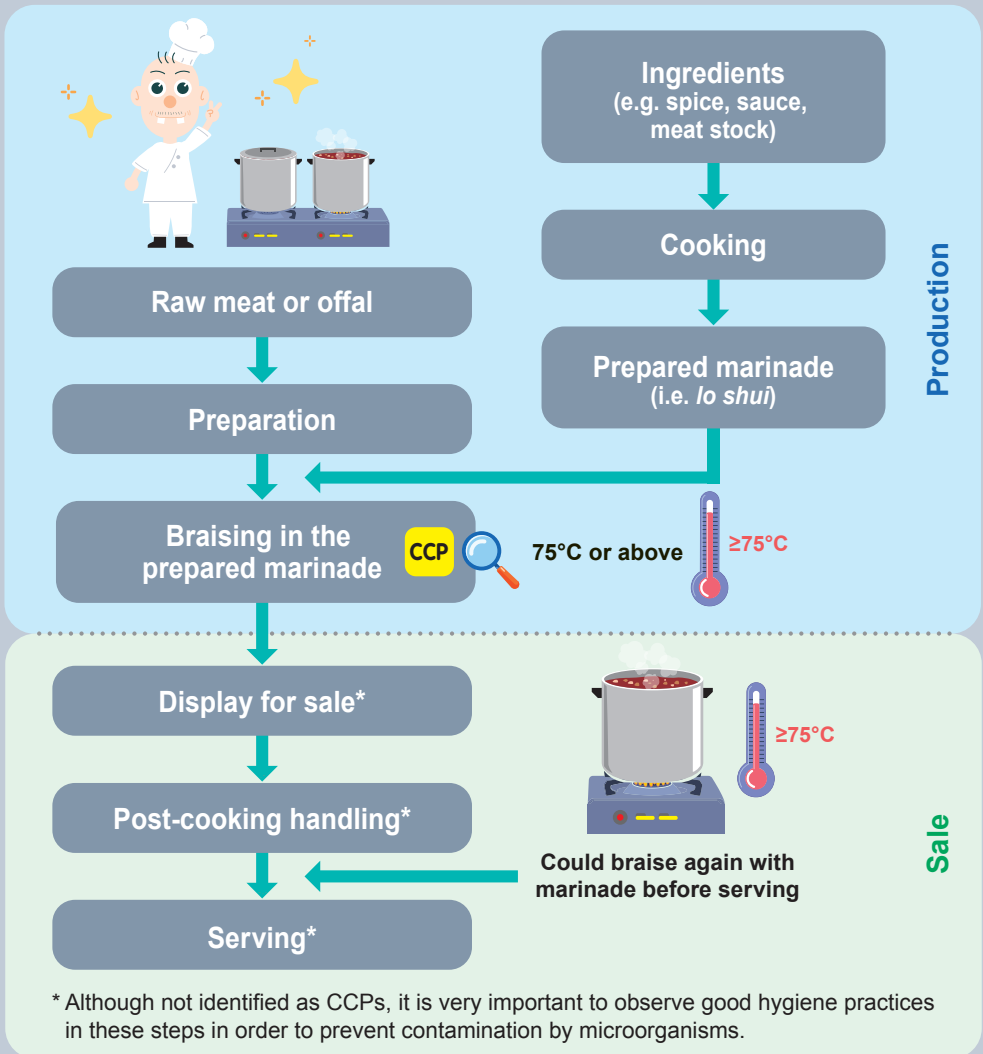 Ingredients
(e.g. spice, sauce,
meat stock)
Cooking
Prepared marinade
(i.e. lo shui)
Production
Raw meat or offal
Preparation
Braising in the
prepared marinade
CCP
75°C or above
≥75°C
Display for sale*
Post-cooking handling*
≥75°C
Could braise again with
marinade before serving
Sale
Serving*
* Although not identified as CCPs, it is very important to observe good hygiene practices
in these steps in order to prevent contamination by microorganisms.